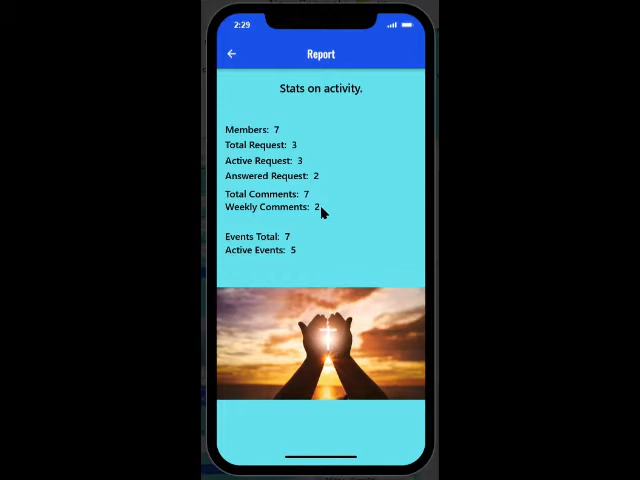 2:29
Report
Stats on activity.
Members: 7
Total Request: 3
Active Request: 3
Answered Request: 2
Total Comments: 7
Weekly Comments: 2
Events Total: 7
Active Events: 5